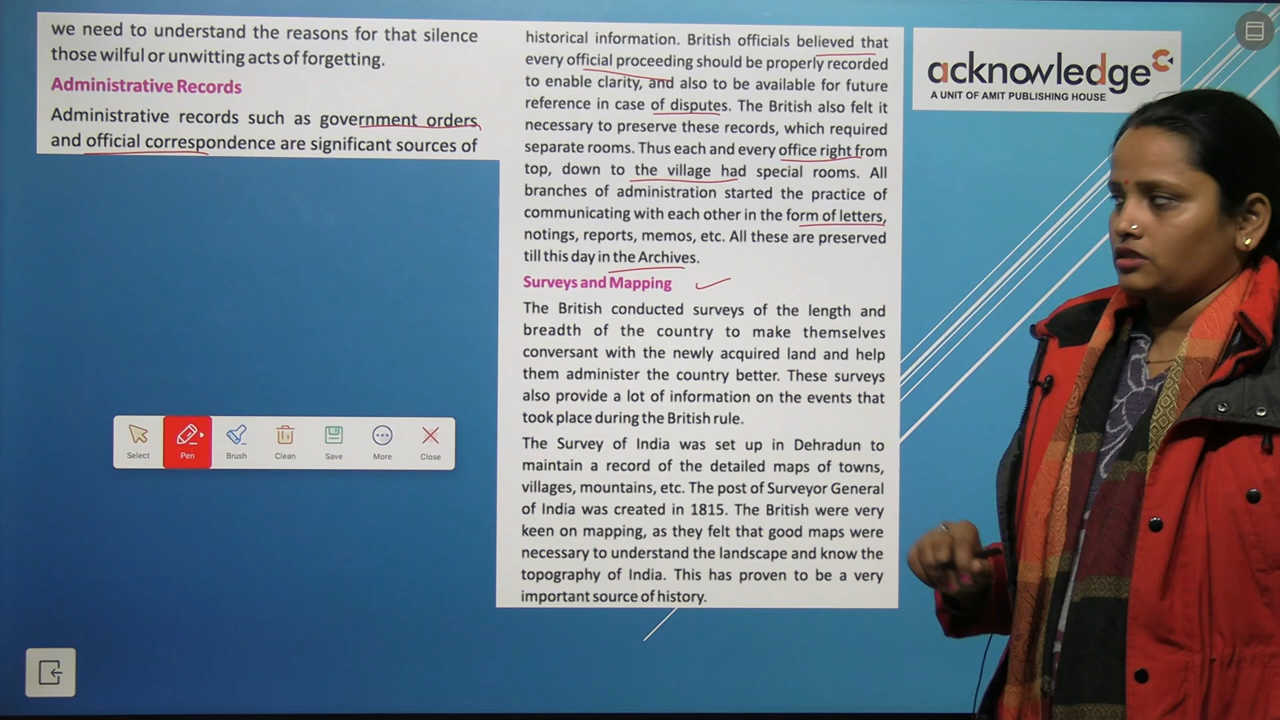 we need to understand the reasons for that silence
those wilful or unwitting acts of forgetting.
Administrative Records
Administrative records such as government orders
and official correspondence are significant sources of
historical information. British officials believed that
every official proceeding should be properly recorded
to enable clarity, and also to be available for future
reference in case of disputes. The British also felt it
necessary to preserve these records, which required
separate rooms. Thus each and every office right from
top, down to the village had special rooms. All
branches of administration started the practice of
communicating with each other in the form of letters,
notings, reports, memos, etc. All these are preserved
till this day in the Archives.
Surveys and Mapping
The British conducted surveys of the length and
breadth of the country to make themselves
conversant with the newly acquired land and help
them administer the country better. These surveys
also provide a lot of information on the events that
took place during the British rule.
The Survey of India was set up in Dehradun to
maintain a record of the detailed maps of towns,
villages, mountains, etc. The post of Surveyor General
of India was created in 1815. The British were very
keen on mapping, as they felt that good maps were
necessary to understand the landscape and know the
topography of India. This has proven to be a very
important source of history.
acknowledge
A UNIT OF AMIT PUBLISHING HOUSE
Select Pen Brush Clean Save More Close